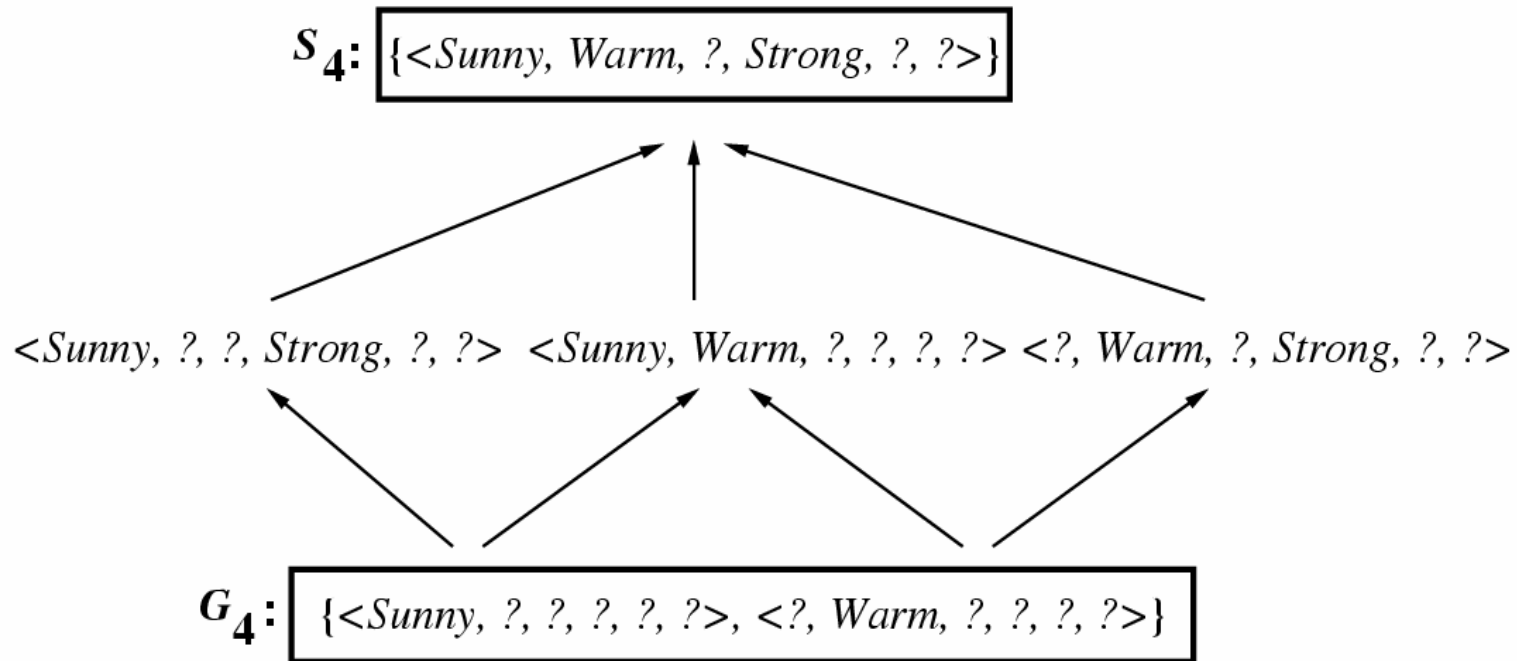 S4: {<Sunny, Warm, ?, Strong, ?, ?>}
<Sunny, ?, ?, Strong, ?, ?> <Sunny, Warm, ?, ?, ?, ?> <?, Warm, ?, Strong, ?, ?>
G4: {<Sunny, ?, ?, ?, ?, ?>, <?, Warm, ?, ?, ?, ?>}